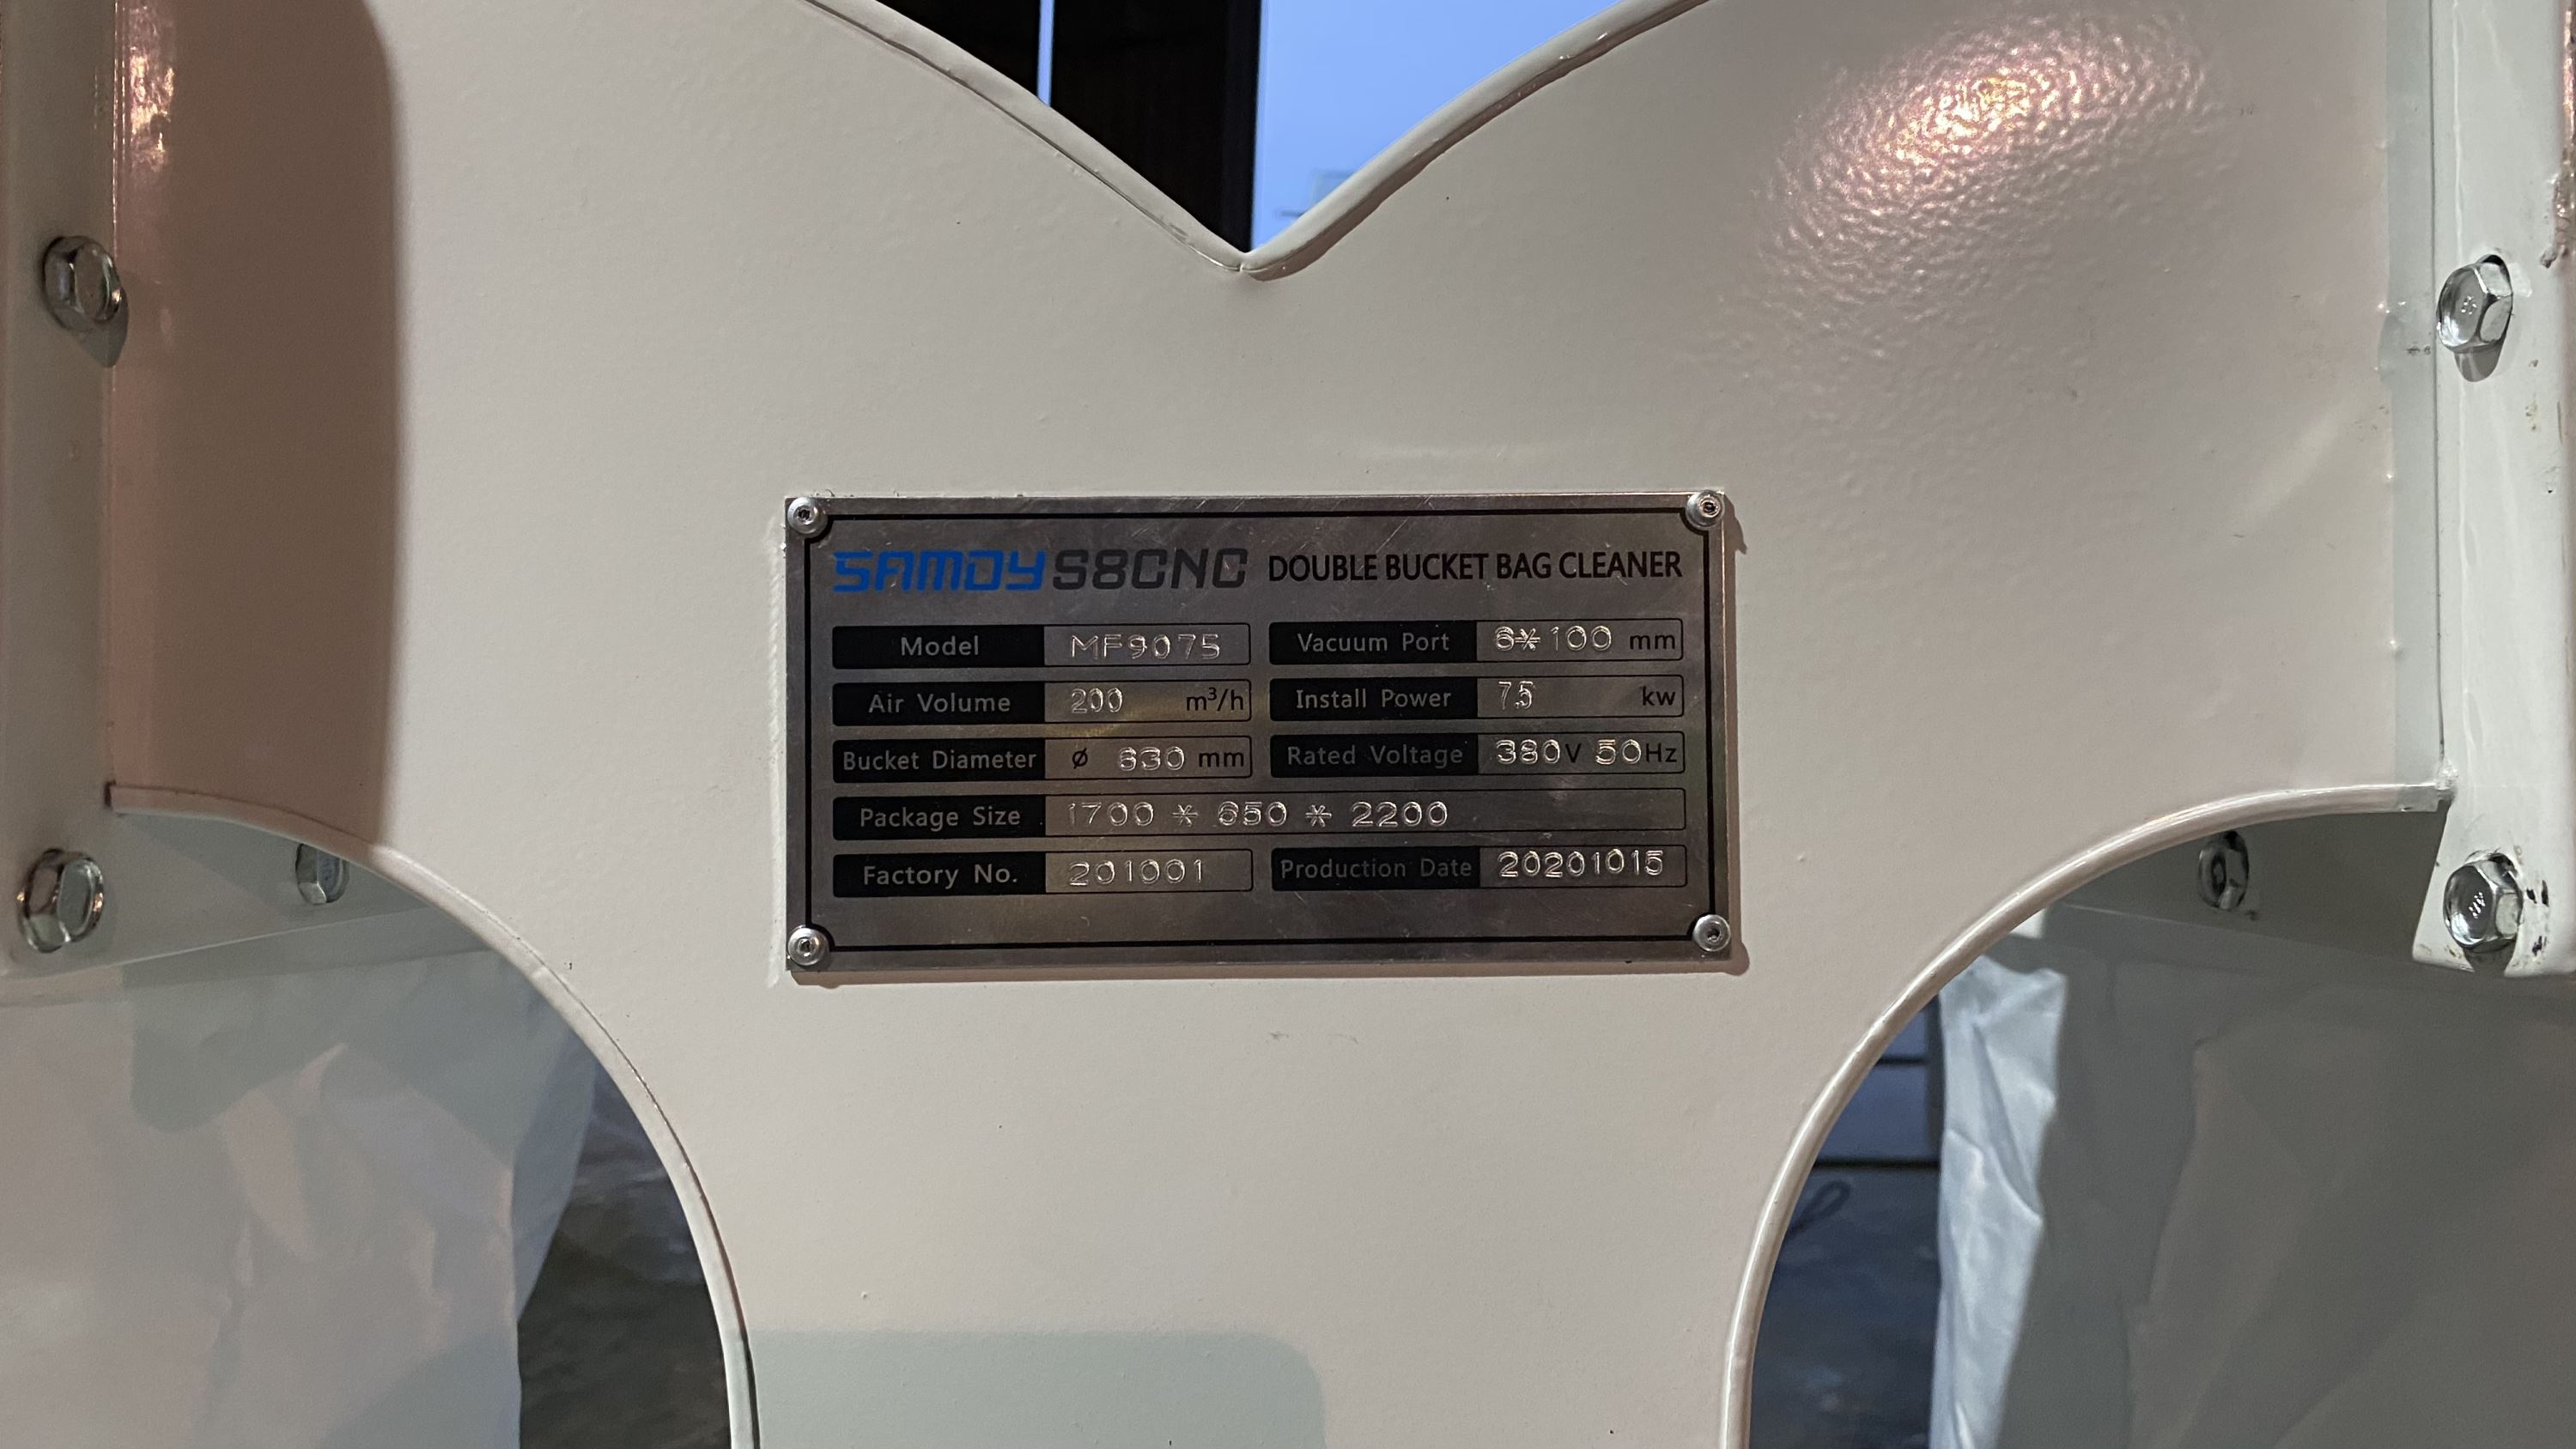 SAMDY S8CNC DOUBLE BUCKET BAG CLEANER
Model MF9075 Vacuum Port 6*100 mm
Air Volume 200 m³/h Install Power 7.5 kw
Bucket Diameter ø 630 mm Rated Voltage 380V 50Hz
Package Size 1700 * 650 * 2200
Factory No. 201001 Production Date 20201015